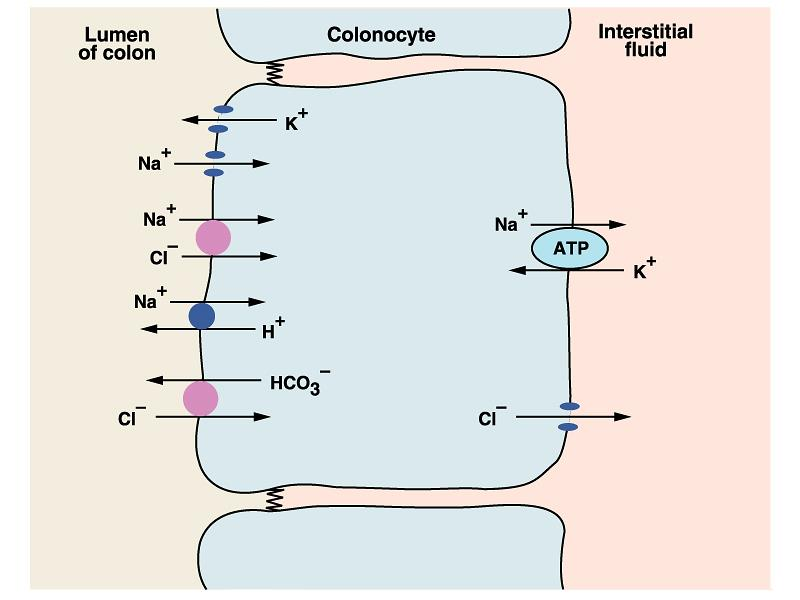 Lumen
of colon
Colonocyte
Interstitial
fluid
K⁺
Na⁺
Na⁺
Cl⁻
Na⁺
H⁺
HCO₃⁻
Cl⁻
Na⁺
ATP
K⁺
Cl⁻